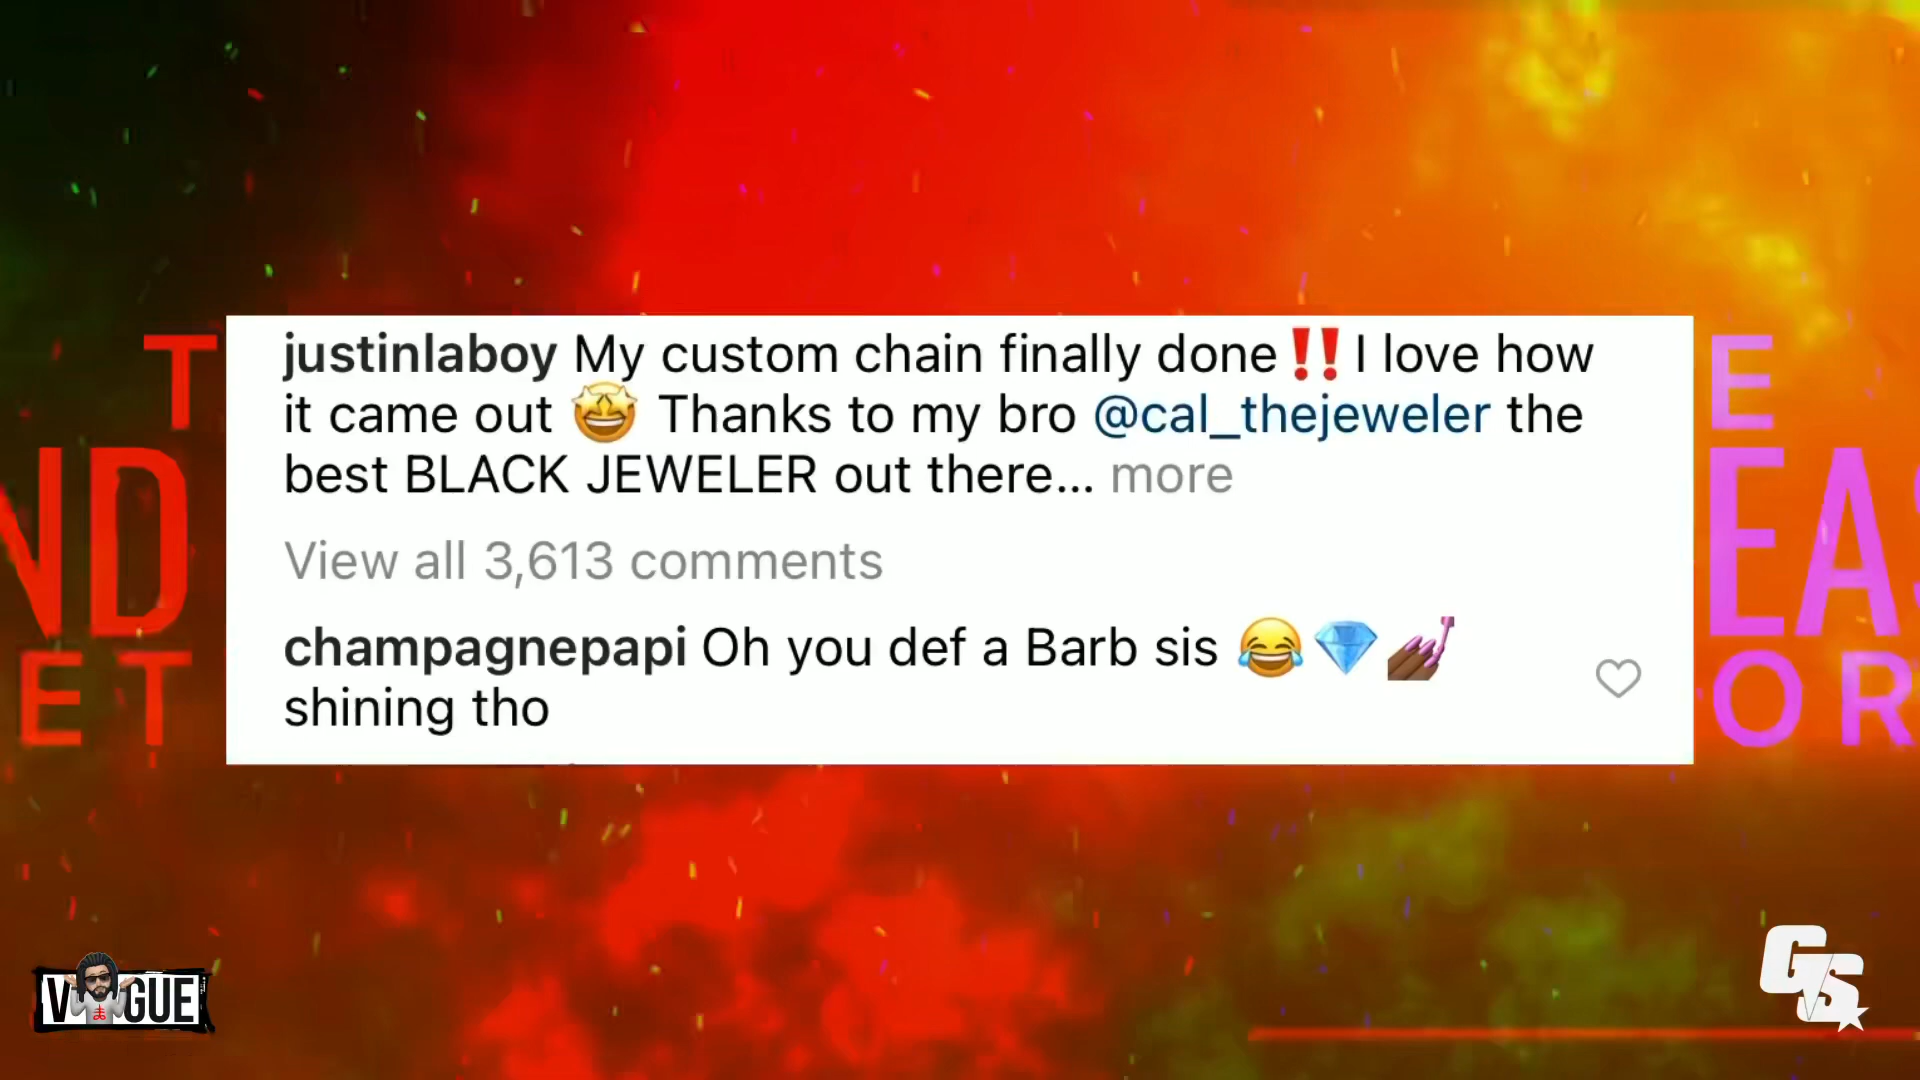 justinlaboy My custom chain finally done‼️I love how
it came out 🤩 Thanks to my bro @cal_thejeweler the
best BLACK JEWELER out there... more
View all 3,613 comments
champagnepapi Oh you def a Barb sis 😂💎💅🏾
shining tho
VOGUE
GS